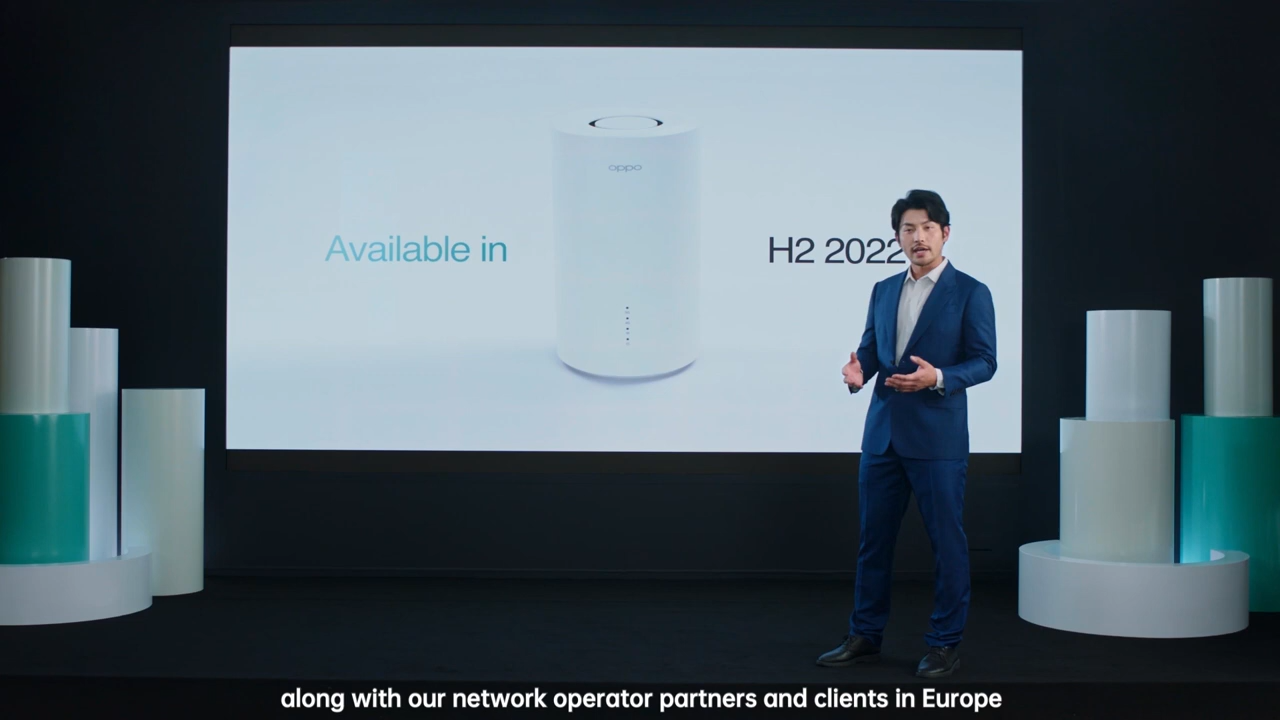 oppo
Available in
H2 2022
along with our network operator partners and clients in Europe